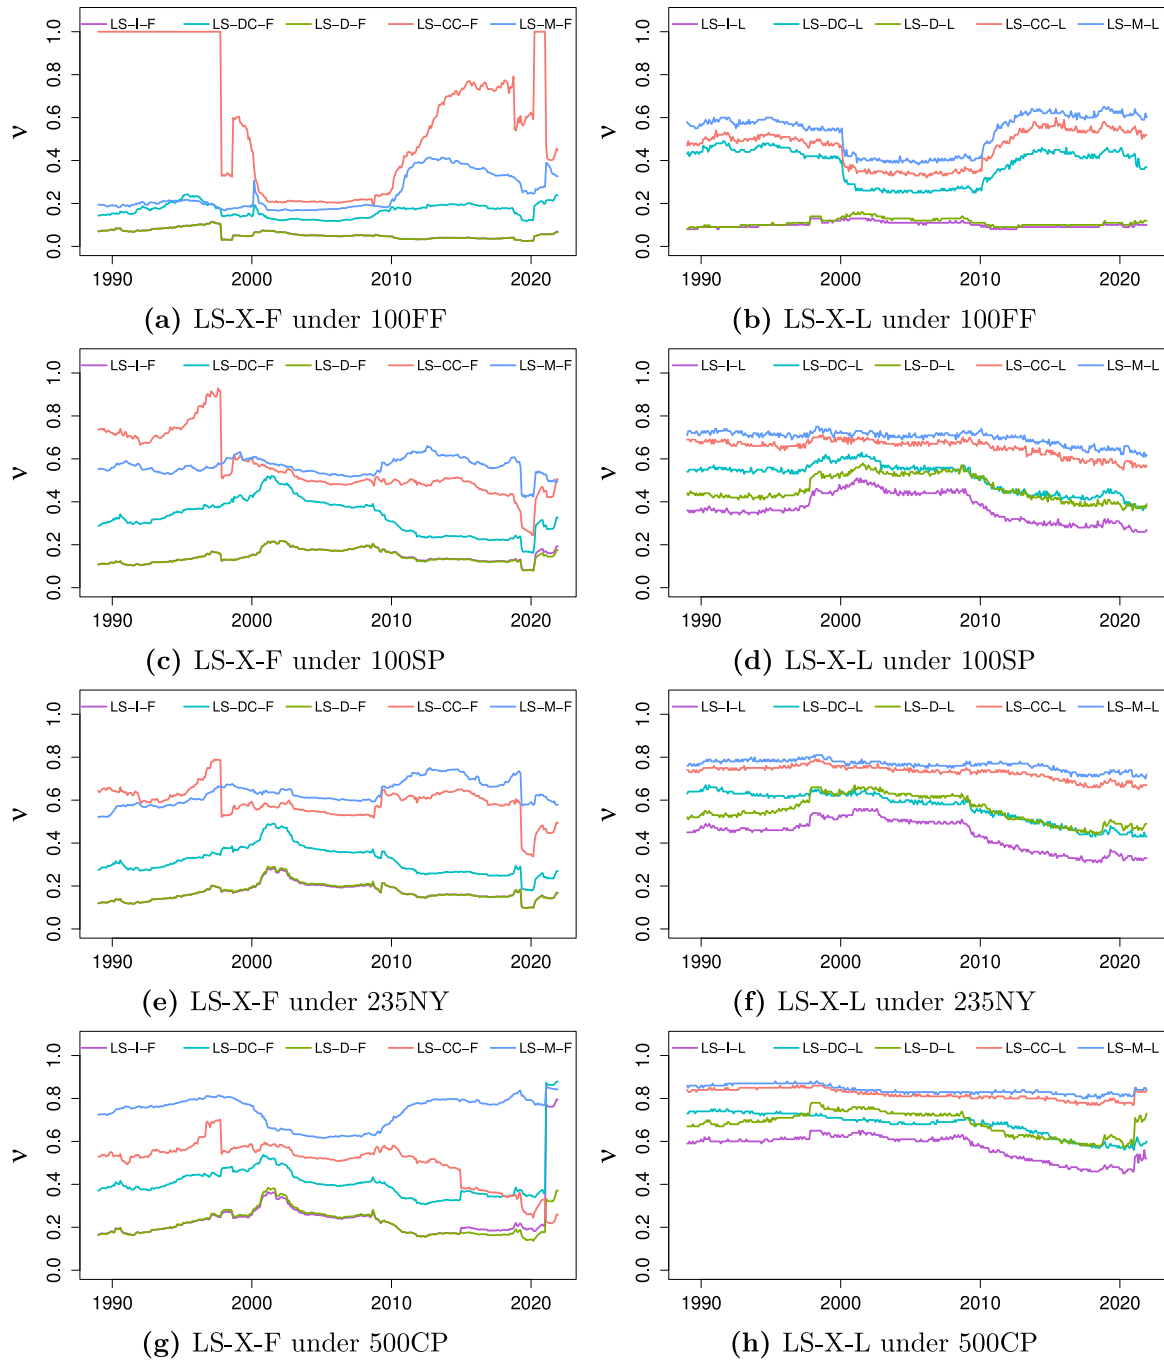 LS-I-F LS-DC-F LS-D-F LS-CC-F LS-M-F
ν
0.0 0.2 0.4 0.6 0.8 1.0
1990 2000 2010 2020
(a) LS-X-F under 100FF
LS-I-L LS-DC-L LS-D-L LS-CC-L LS-M-L
ν
0.0 0.2 0.4 0.6 0.8 1.0
1990 2000 2010 2020
(b) LS-X-L under 100FF
LS-I-F LS-DC-F LS-D-F LS-CC-F LS-M-F
ν
0.0 0.2 0.4 0.6 0.8 1.0
1990 2000 2010 2020
(c) LS-X-F under 100SP
LS-I-L LS-DC-L LS-D-L LS-CC-L LS-M-L
ν
0.0 0.2 0.4 0.6 0.8 1.0
1990 2000 2010 2020
(d) LS-X-L under 100SP
LS-I-F LS-DC-F LS-D-F LS-CC-F LS-M-F
ν
0.0 0.2 0.4 0.6 0.8 1.0
1990 2000 2010 2020
(e) LS-X-F under 235NY
LS-I-L LS-DC-L LS-D-L LS-CC-L LS-M-L
ν
0.0 0.2 0.4 0.6 0.8 1.0
1990 2000 2010 2020
(f) LS-X-L under 235NY
LS-I-F LS-DC-F LS-D-F LS-CC-F LS-M-F
ν
0.0 0.2 0.4 0.6 0.8 1.0
1990 2000 2010 2020
(g) LS-X-F under 500CP
LS-I-L LS-DC-L LS-D-L LS-CC-L LS-M-L
ν
0.0 0.2 0.4 0.6 0.8 1.0
1990 2000 2010 2020
(h) LS-X-L under 500CP